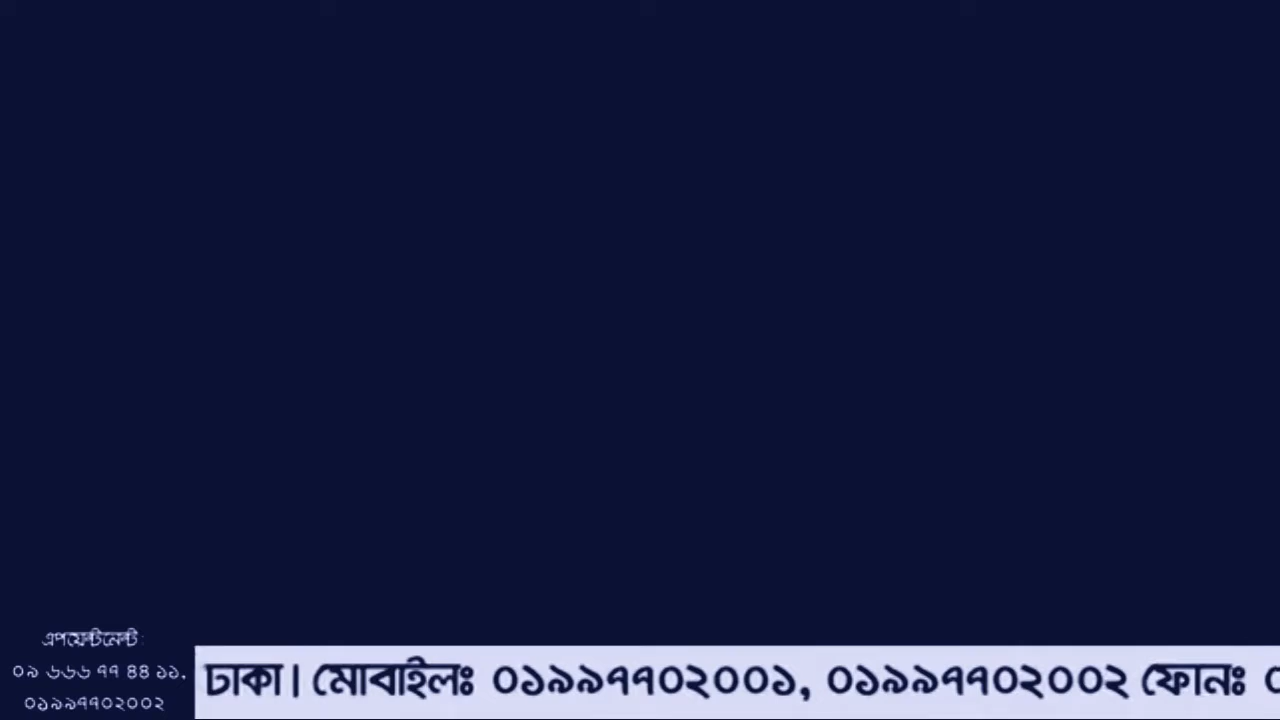 এপয়েন্টমেন্ট:
০৯ ৬৬৬ ৭৭ ৪৪ ১১,
০১৯৯৭৭০২০০২
ঢাকা। মোবাইলঃ ০১৯৯৭৭০২০০১, ০১৯৯৭৭০২০০২ ফোনঃ